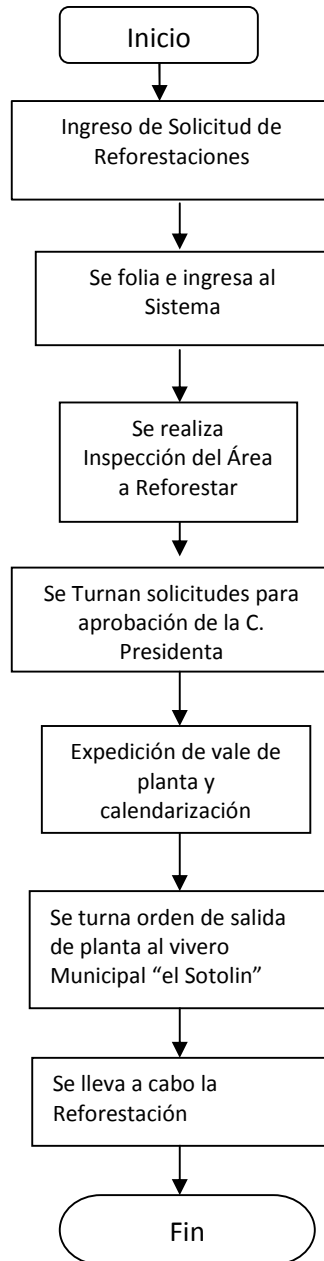 Inicio
Ingreso de Solicitud de
Reforestaciones
Se folia e ingresa al
Sistema
Se realiza
Inspección del Área
a Reforestar
Se Turnan solicitudes para
aprobación de la C.
Presidenta
Expedición de vale de
planta y
calendarización
Se turna orden de salida
de planta al vivero
Municipal “el Sotolin”
Se lleva a cabo la
Reforestación
Fin